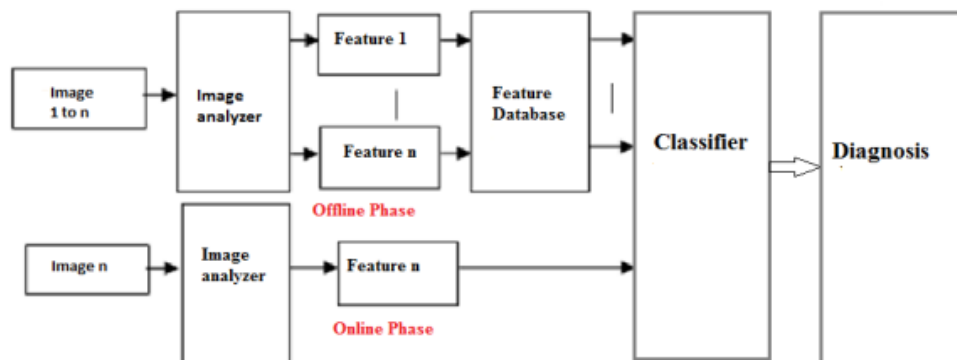 Image
1 to n
Image
analyzer
Feature 1
Feature n
Feature
Database
Classifier
Diagnosis
Offline Phase
Image n
Image
analyzer
Feature n
Online Phase